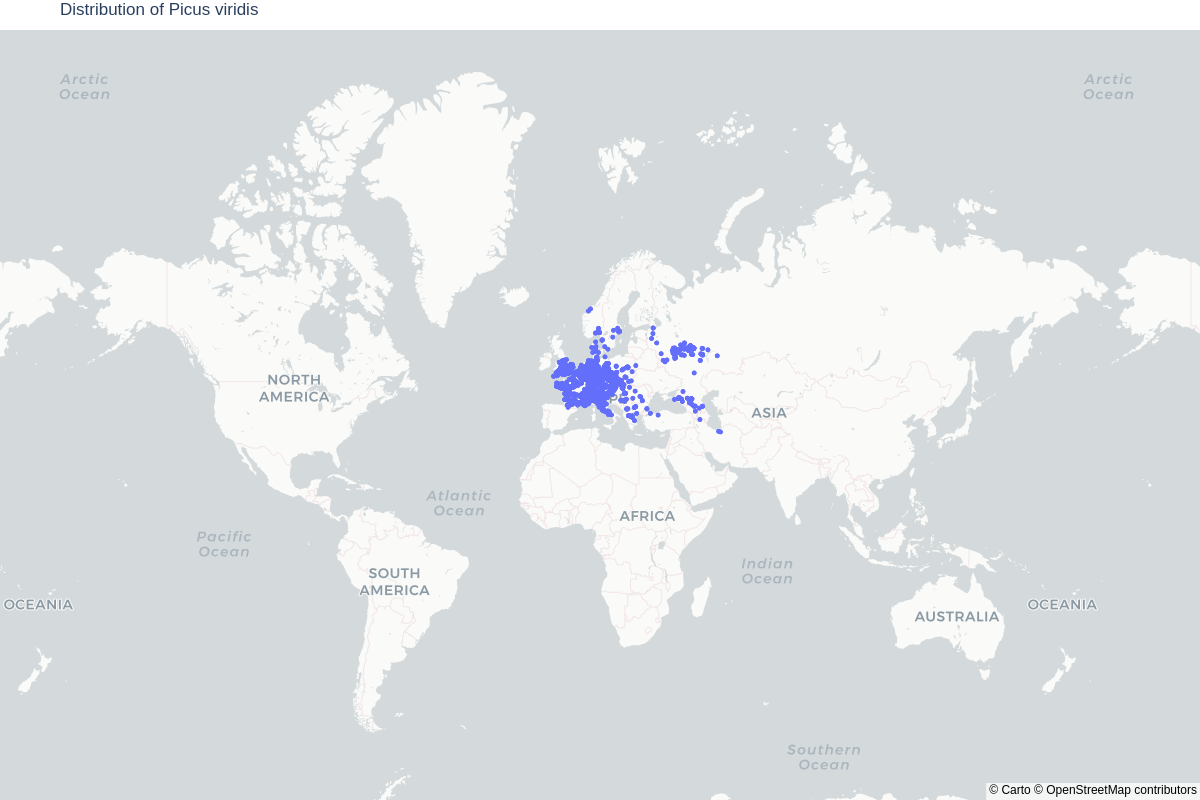 Distribution of Picus viridis
Arctic
Ocean
Arctic
Ocean
NORTH
AMERICA
ASIA
Atlantic
Ocean
AFRICA
Pacific
Ocean
Indian
Ocean
SOUTH
AMERICA
OCEANIA
OCEANIA
AUSTRALIA
Southern
Ocean
© Carto © OpenStreetMap contributors